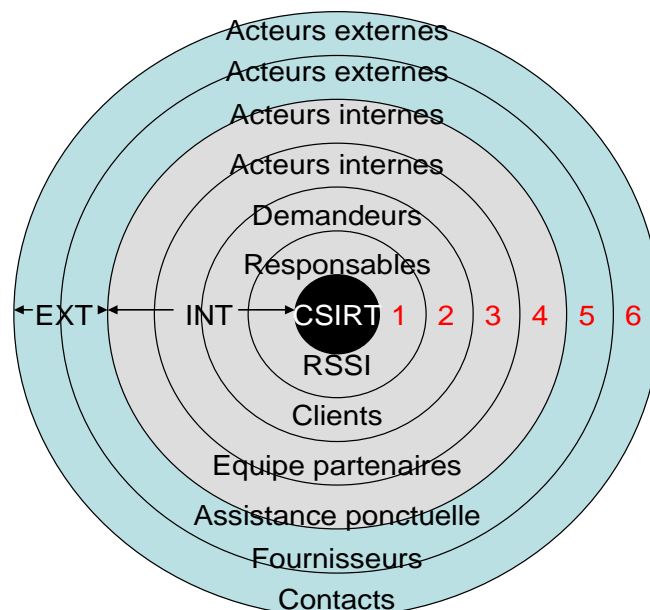 Acteurs externes
Acteurs externes
Acteurs internes
Acteurs internes
Demandeurs
Responsables
EXT INT CSIRT 1 2 3 4 5 6
RSSI
Clients
Equipe partenaires
Assistance ponctuelle
Fournisseurs
Contacts